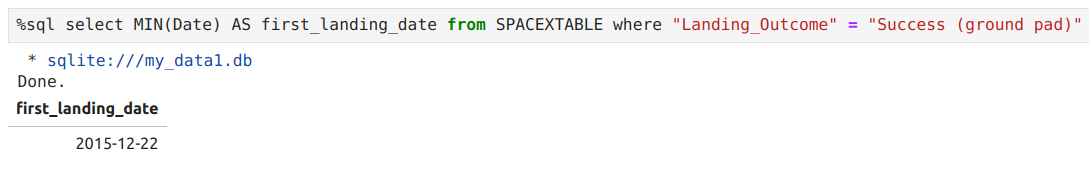 %sql select MIN(Date) AS first_landing_date from SPACEXTABLE where "Landing_Outcome" = "Success (ground pad)"
* sqlite:///my_data1.db
Done.
first_landing_date
2015-12-22